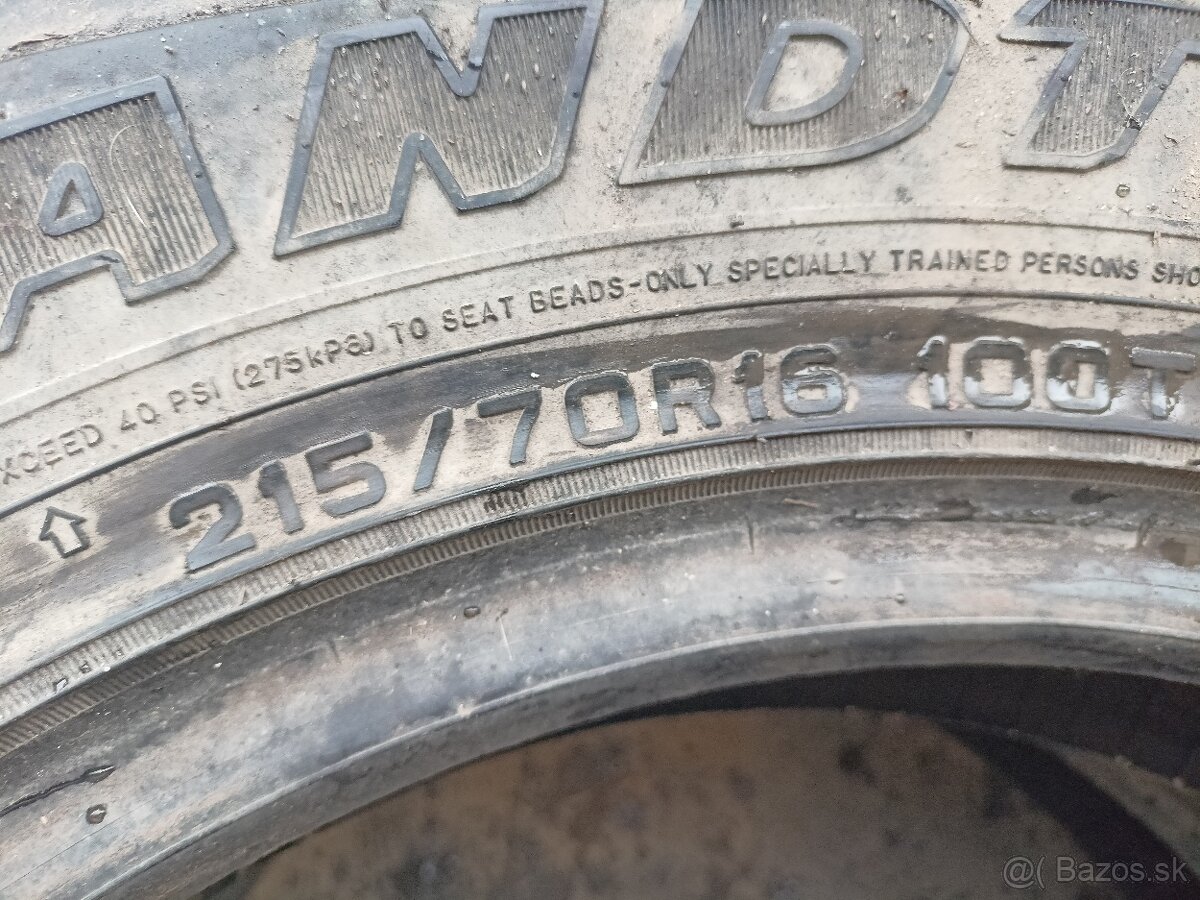 ANDT
XCEED 40 PSI (275kPa) TO SEAT BEADS-ONLY SPECIALLY TRAINED PERSONS SHO
215/70R16 100T
@( Bazos.sk